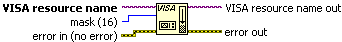 VISA resource name
VISA resource name out
mask (16)
VISA
error in (no error)
error out